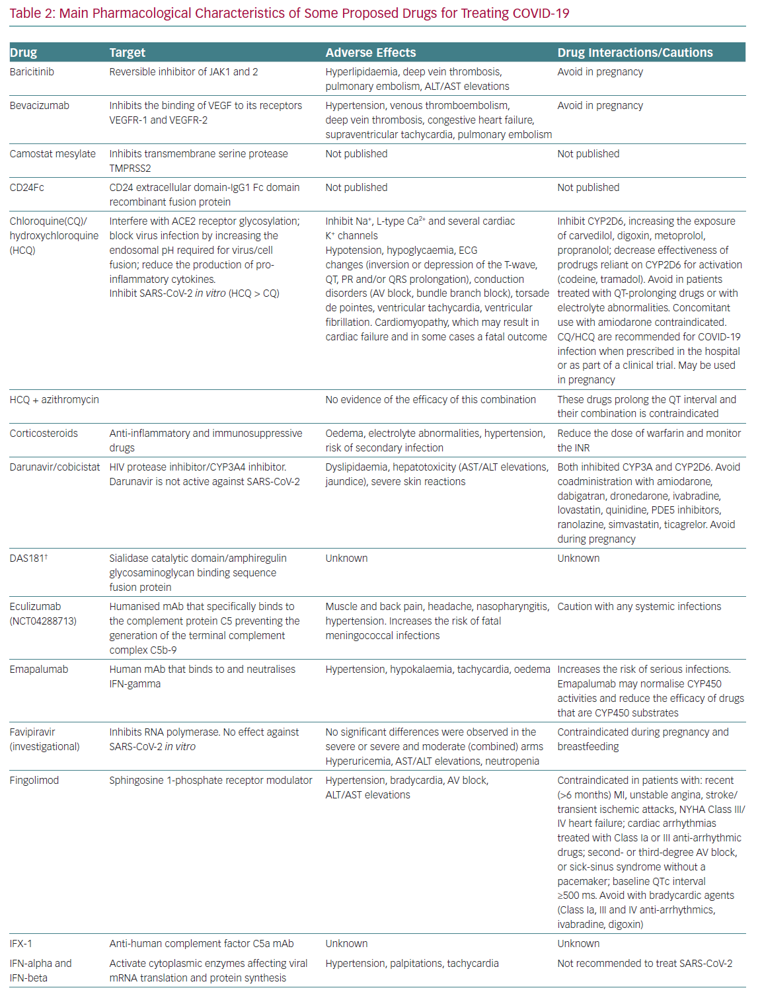 Table 2: Main Pharmacological Characteristics of Some Proposed Drugs for Treating COVID-19
Drug Target Adverse Effects Drug Interactions/Cautions
Baricitinib Reversible inhibitor of JAK1 and 2 Hyperlipidaemia, deep vein thrombosis, Avoid in pregnancy
pulmonary embolism, ALT/AST elevations
Bevacizumab Inhibits the binding of VEGF to its receptors Hypertension, venous thromboembolism, Avoid in pregnancy
VEGFR-1 and VEGFR-2 deep vein thrombosis, congestive heart failure,
supraventricular tachycardia, pulmonary embolism
Camostat mesylate Inhibits transmembrane serine protease Not published Not published
TMPRSS2
CD24Fc CD24 extracellular domain-IgG1 Fc domain Not published Not published
recombinant fusion protein
Chloroquine(CQ)/ Interfere with ACE2 receptor glycosylation; Inhibit Na⁺, L-type Ca²⁺ and several cardiac Inhibit CYP2D6, increasing the exposure
hydroxychloroquine block virus infection by increasing the K⁺ channels of carvedilol, digoxin, metoprolol,
(HCQ) endosomal pH required for virus/cell Hypotension, hypoglycaemia, ECG propranolol; decrease effectiveness of
fusion; reduce the production of pro- changes (inversion or depression of the T-wave, prodrugs reliant on CYP2D6 for activation
inflammatory cytokines. QT, PR and/or QRS prolongation), conduction (codeine, tramadol). Avoid in patients
Inhibit SARS-CoV-2 in vitro (HCQ > CQ) disorders (AV block, bundle branch block), torsade treated with QT-prolonging drugs or with
de pointes, ventricular tachycardia, ventricular electrolyte abnormalities. Concomitant
fibrillation. Cardiomyopathy, which may result in use with amiodarone contraindicated.
cardiac failure and in some cases a fatal outcome CQ/HCQ are recommended for COVID-19
infection when prescribed in the hospital
or as part of a clinical trial. May be used
in pregnancy
HCQ + azithromycin No evidence of the efficacy of this combination These drugs prolong the QT interval and
their combination is contraindicated
Corticosteroids Anti-inflammatory and immunosuppressive Oedema, electrolyte abnormalities, hypertension, Reduce the dose of warfarin and monitor
drugs risk of secondary infection the INR
Darunavir/cobicistat HIV protease inhibitor/CYP3A4 inhibitor. Dyslipidaemia, hepatotoxicity (AST/ALT elevations, Both inhibited CYP3A and CYP2D6. Avoid
Darunavir is not active against SARS-CoV-2 jaundice), severe skin reactions coadministration with amiodarone,
dabigatran, dronedarone, ivabradine,
lovastatin, quinidine, PDE5 inhibitors,
ranolazine, simvastatin, ticagrelor. Avoid
during pregnancy
DAS181† Sialidase catalytic domain/amphiregulin Unknown Unknown
glycosaminoglycan binding sequence
fusion protein
Eculizumab Humanised mAb that specifically binds to Muscle and back pain, headache, nasopharyngitis, Caution with any systemic infections
(NCT04288713) the complement protein C5 preventing the hypertension. Increases the risk of fatal
generation of the terminal complement meningococcal infections
complex C5b-9
Emapalumab Human mAb that binds to and neutralises Hypertension, hypokalaemia, tachycardia, oedema Increases the risk of serious infections.
IFN-gamma Emapalumab may normalise CYP450
activities and reduce the efficacy of drugs
that are CYP450 substrates
Favipiravir Inhibits RNA polymerase. No effect against No significant differences were observed in the Contraindicated during pregnancy and
(investigational) SARS-CoV-2 in vitro severe or severe and moderate (combined) arms breastfeeding
Hyperuricemia, AST/ALT elevations, neutropenia
Fingolimod Sphingosine 1-phosphate receptor modulator Hypertension, bradycardia, AV block, Contraindicated in patients with: recent
ALT/AST elevations (>6 months) MI, unstable angina, stroke/
transient ischemic attacks, NYHA Class III/
IV heart failure; cardiac arrhythmias
treated with Class Ia or III anti-arrhythmic
drugs; second- or third-degree AV block,
or sick-sinus syndrome without a
pacemaker; baseline QTc interval
≥500 ms. Avoid with bradycardic agents
(Class Ia, III and IV anti-arrhythmics,
ivabradine, digoxin)
IFX-1 Anti-human complement factor C5a mAb Unknown Unknown
IFN-alpha and Activate cytoplasmic enzymes affecting viral Hypertension, palpitations, tachycardia Not recommended to treat SARS-CoV-2
IFN-beta mRNA translation and protein synthesis